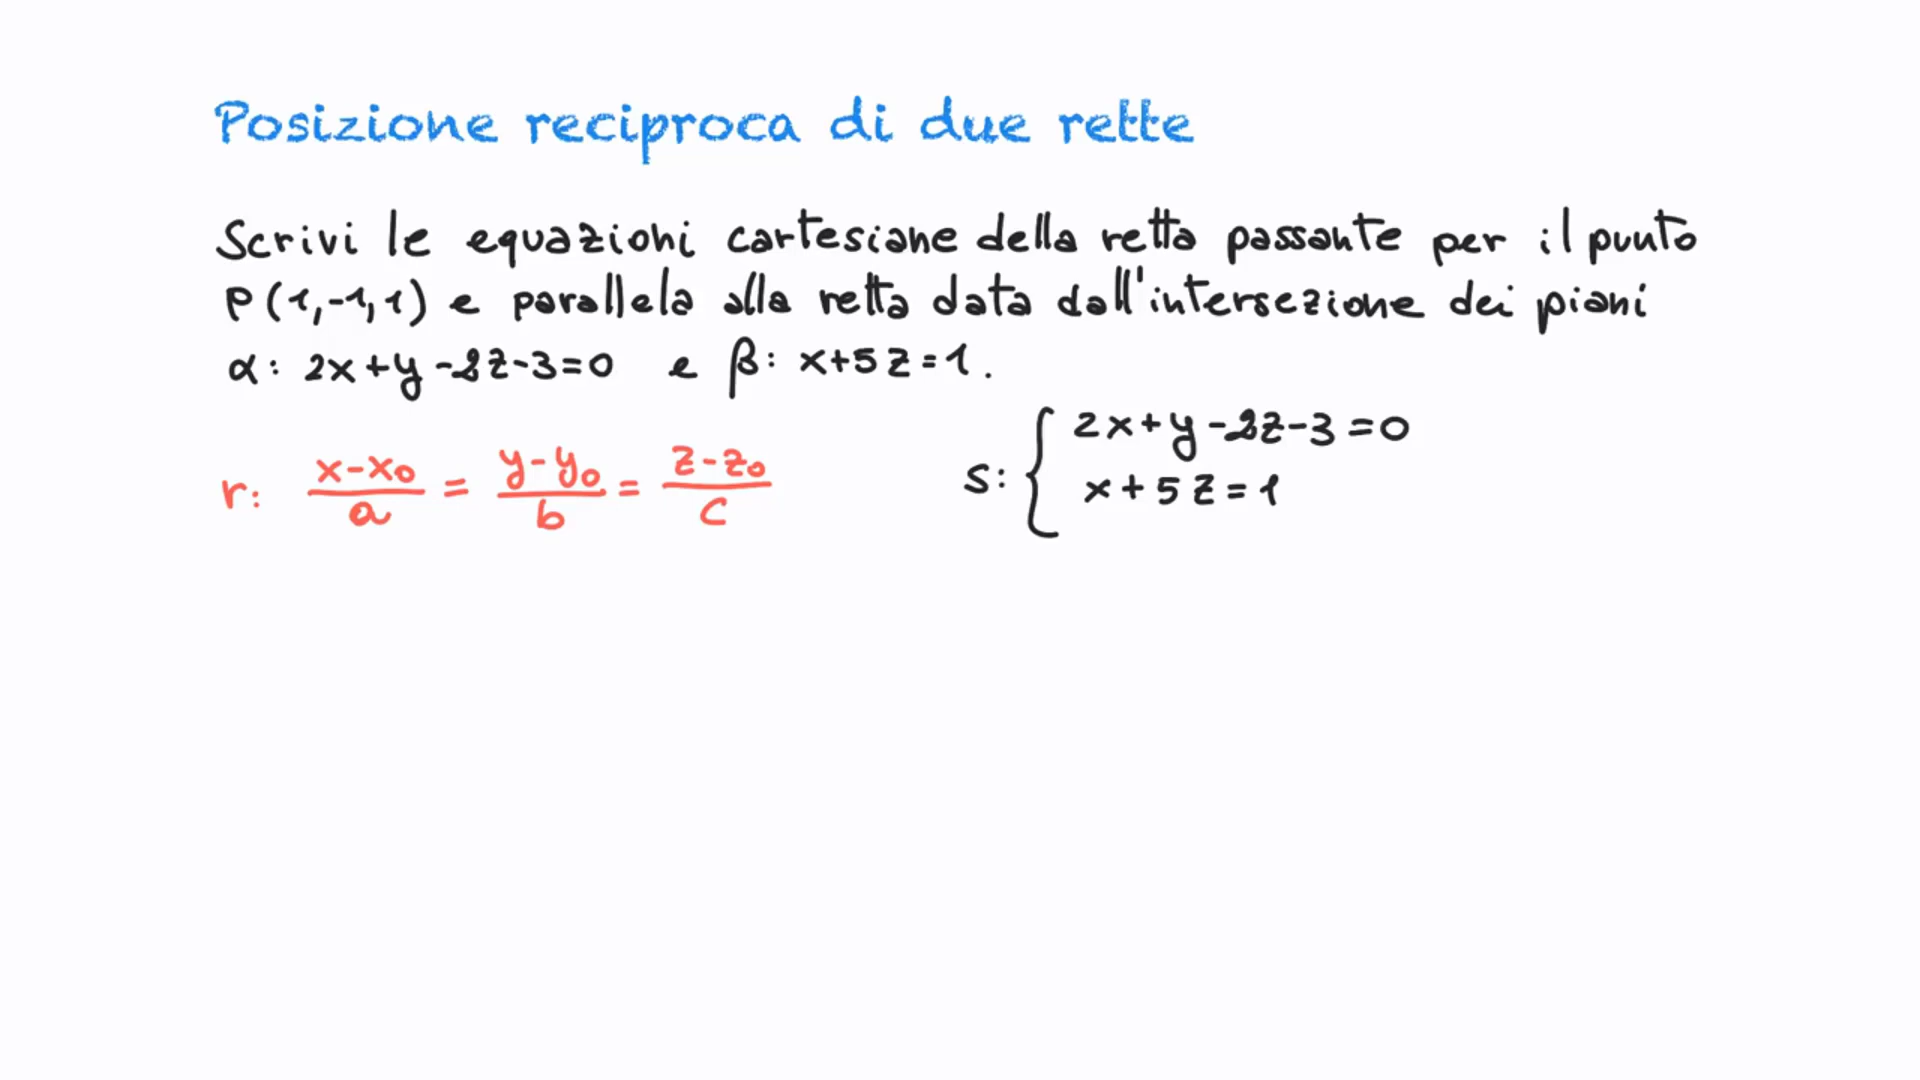 Posizione reciproca di due rette
Scrivi le equazioni cartesiane della retta passante per il punto
P(1,-1,1) e parallela alla retta data dall'intersezione dei piani
α: 2x+y-2z-3=0 e β: x+5z=1.
r: x-x₀/a = y-y₀/b = z-z₀/c
s: { 2x+y-2z-3=0
x+5z=1